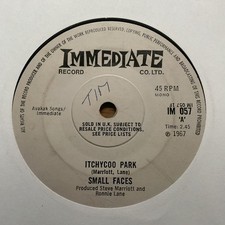 IMMEDIATE
RECORD CO. LTD.
TIM
45 RPM
MONO
Avakak Songs/
Immediate
SOLD IN U.K. SUBJECT TO
RESALE PRICE CONDITIONS,
SEE PRICE LISTS
IM 057
'A'
Time: 2.45
℗ 1967
ITCHYCOO PARK
(Marriott, Lane)
SMALL FACES
Produced Steve Marriott and
Ronnie Lane